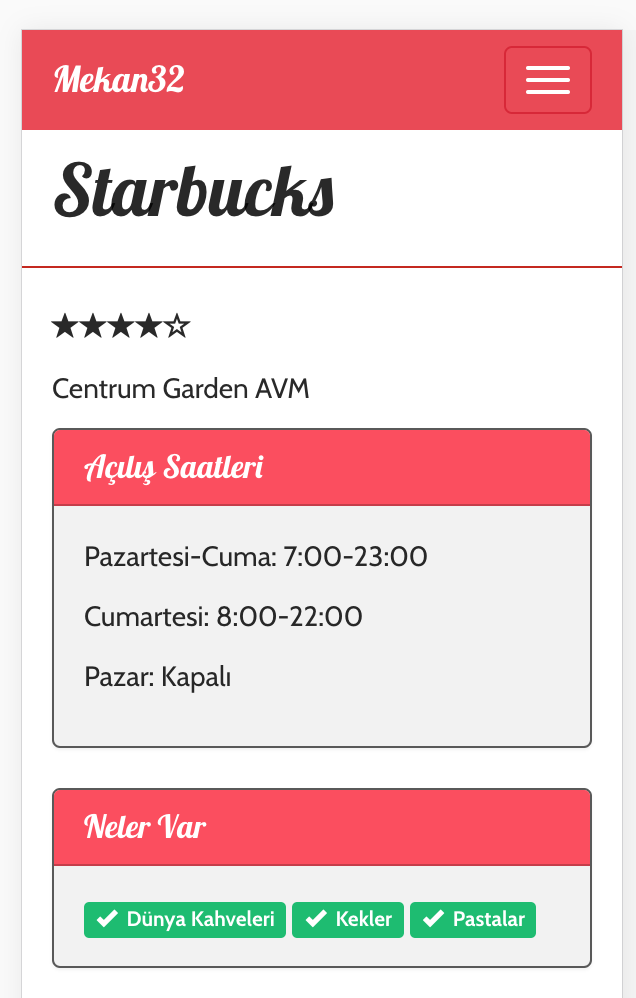 Mekan32
Starbucks
★★★★☆
Centrum Garden AVM
Açılış Saatleri
Pazartesi-Cuma: 7:00-23:00
Cumartesi: 8:00-22:00
Pazar: Kapalı
Neler Var
✔ Dünya Kahveleri ✔ Kekler ✔ Pastalar